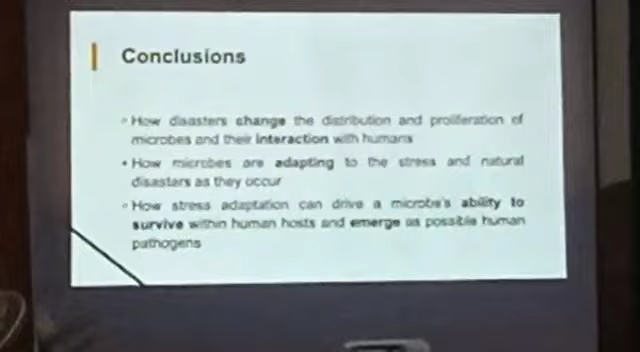 Conclusions
How disasters change the distribution and proliferation of
microbes and their interaction with humans
How microbes are adapting to the stress and natural
disasters as they occur
How stress adaptation can drive a microbe's ability to
survive within human hosts and emerge as possible human
pathogens